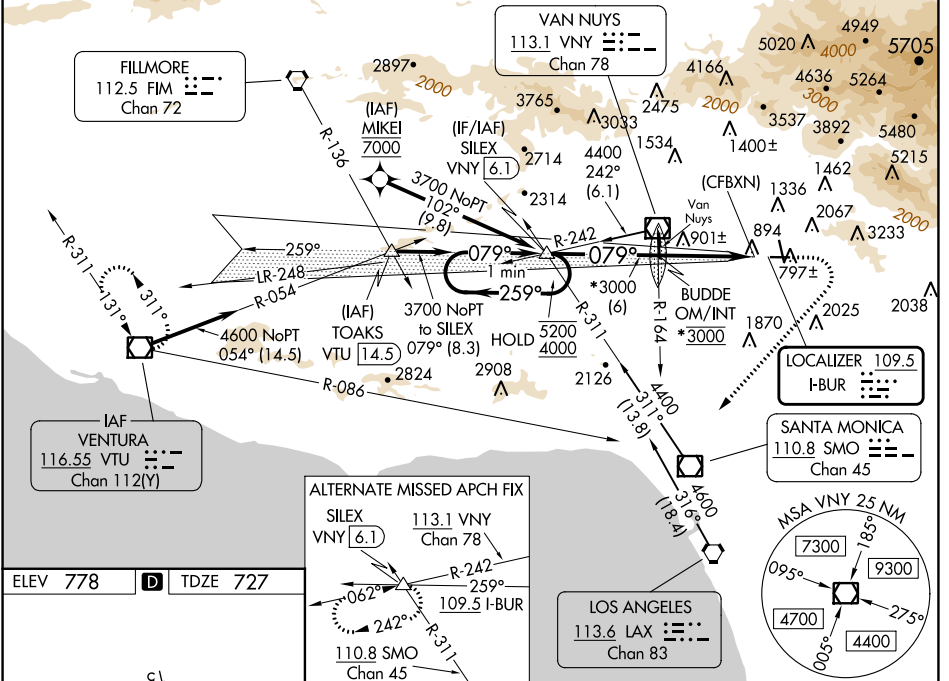 VAN NUYS
113.1 VNY
Chan 78
FILLMORE
112.5 FIM
Chan 72
2897
2000
3765
3033
4166
2475
2000
5020
4000
4949
5705
4636
3000
5264
3537
3892
5480
5215
1400±
1462
2000
(IAF)
MIKEI
7000
(IF/IAF)
SILEX
VNY 6.1
2714
2314
4400
242°
(6.1)
1534
(CFBXN)
1336
2067
3233
R-136
3700 NoPT
102°
(9.8)
R-242
Van
Nuys
901±
894
797±
R-311
131°
311°
259°
LR-248
R-054
079°
1 min
259°
079°
*3000
(6)
R-164
BUDDE
OM/INT
*3000
1870
2025
2038
4600 NoPT
054° (14.5)
(IAF)
TOAKS
VTU 14.5
3700 NoPT
to SILEX
079° (8.3)
HOLD
5200
4000
R-311
2824
2908
2126
R-086
4400
311°
(13.8)
LOCALIZER 109.5
I-BUR
IAF
VENTURA
116.55 VTU
Chan 112(Y)
SANTA MONICA
110.8 SMO
Chan 45
4600
316°
(18.4)
ALTERNATE MISSED APCH FIX
SILEX
VNY 6.1
113.1 VNY
Chan 78
R-242
259°
109.5 I-BUR
062°
242°
R-311
110.8 SMO
Chan 45
LOS ANGELES
113.6 LAX
Chan 83
MSA VNY 25 NM
7300
185°
095°
9300
4700
275°
005°
4400
ELEV 778
D
TDZE 727